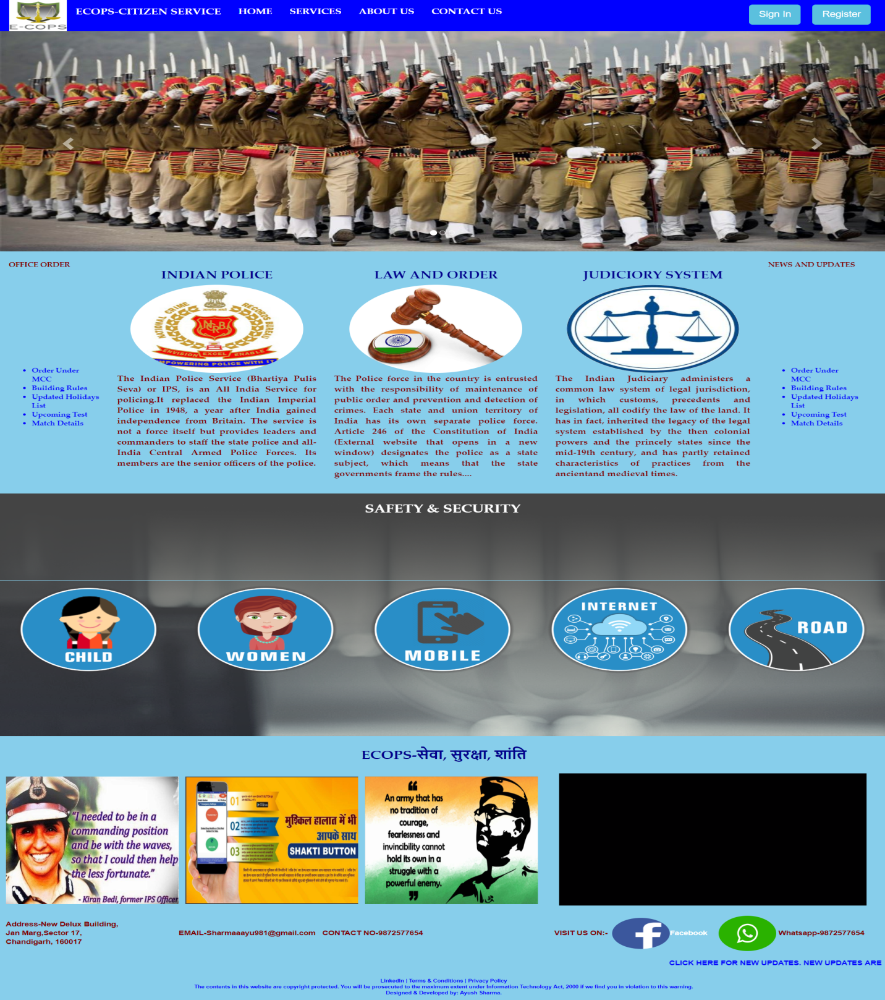 E-COPS
ECOPS-CITIZEN SERVICE HOME SERVICES ABOUT US CONTACT US Sign In Register
OFFICE ORDER
Order Under
MCC
Building Rules
Updated Holidays
List
Upcoming Test
Match Details
INDIAN POLICE
NATIONAL CRIME RECORDS BUREAU
NCRB
ENVISION EXCEL ENABLE
EMPOWERING POLICE WITH IT
The Indian Police Service (Bhartiya Pulis
Seva) or IPS, is an All India Service for
policing.It replaced the Indian Imperial
Police in 1948, a year after India gained
independence from Britain. The service is
not a force itself but provides leaders and
commanders to staff the state police and all-
India Central Armed Police Forces. Its
members are the senior officers of the police.
LAW AND ORDER
The Police force in the country is entrusted
with the responsibility of maintenance of
public order and prevention and detection of
crimes. Each state and union territory of
India has its own separate police force.
Article 246 of the Constitution of India
(External website that opens in a new
window) designates the police as a state
subject, which means that the state
governments frame the rules....
JUDICIORY SYSTEM
The Indian Judiciary administers a
common law system of legal jurisdiction,
in which customs, precedents and
legislation, all codify the law of the land. It
has in fact, inherited the legacy of the legal
system established by the then colonial
powers and the princely states since the
mid-19th century, and has partly retained
characteristics of practices from the
ancientand medieval times.
NEWS AND UPDATES
Order Under
MCC
Building Rules
Updated Holidays
List
Upcoming Test
Match Details
SAFETY & SECURITY
CHILD
WOMEN
MOBILE
INTERNET
ROAD
ECOPS-सेवा, सुरक्षा, शांति
"I needed to be in a
commanding position
and be with the waves,
so that I could then help
the less fortunate."
- Kiran Bedi, former IPS Officer
01
02
03
मुश्किल हालात में भी
आपके साथ
SHAKTI BUTTON
An army that has
no tradition of
courage,
fearlessness and
invincibility cannot
hold its own in a
struggle with a
powerful enemy.
Address-New Delux Building,
Jan Marg,Sector 17,
Chandigarh, 160017
EMAIL-Sharmaaayu981@gmail.com CONTACT NO-9872577654
VISIT US ON:- Facebook Whatsapp-9872577654
CLICK HERE FOR NEW UPDATES. NEW UPDATES ARE
LinkedIn | Terms & Conditions | Privacy Policy
The contents in this website are copyright protected. You will be prosecuted to the maximum extent under Information Technology Act, 2000 if we find you in violation to this warning.
Designed & Developed by: Ayush Sharma.